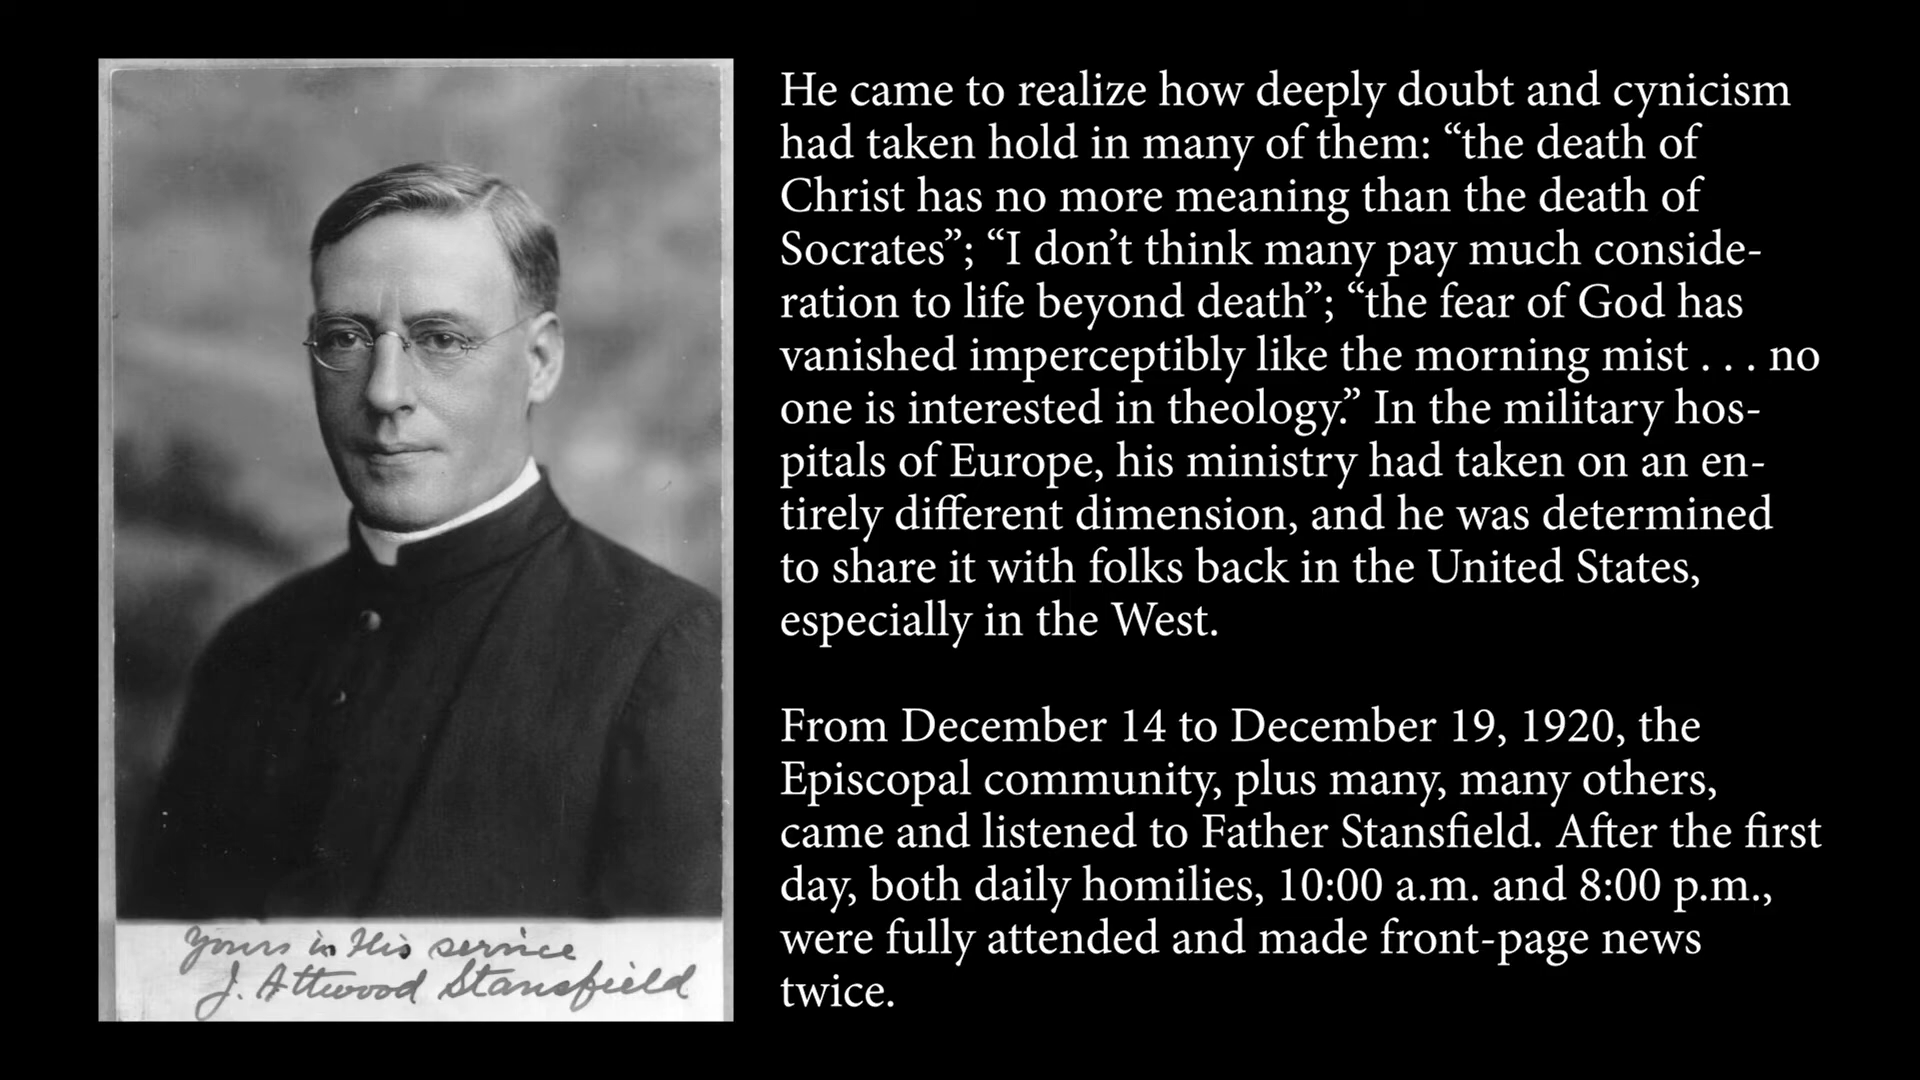 He came to realize how deeply doubt and cynicism
had taken hold in many of them: “the death of
Christ has no more meaning than the death of
Socrates”; “I don’t think many pay much conside-
ration to life beyond death”; “the fear of God has
vanished imperceptibly like the morning mist . . . no
one is interested in theology.” In the military hos-
pitals of Europe, his ministry had taken on an en-
tirely different dimension, and he was determined
to share it with folks back in the United States,
especially in the West.
From December 14 to December 19, 1920, the
Episcopal community, plus many, many others,
came and listened to Father Stansfield. After the first
day, both daily homilies, 10:00 a.m. and 8:00 p.m.,
were fully attended and made front-page news
twice.
Yours in His service
J. Attwood Stansfield